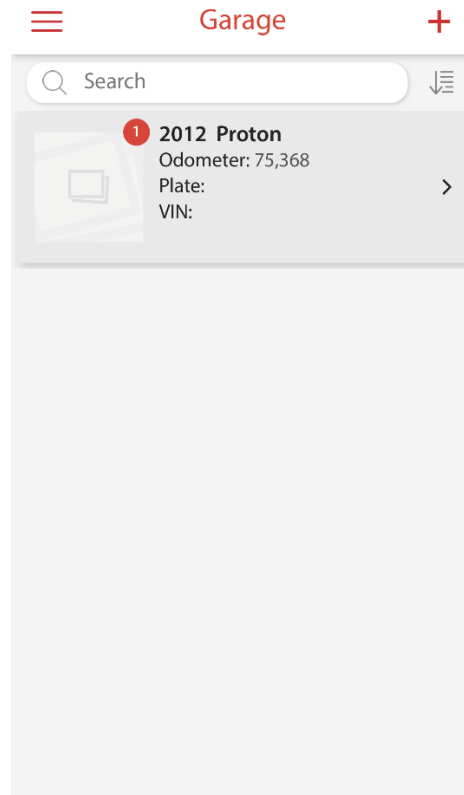 Garage
Search
1
2012 Proton
Odometer: 75,368
Plate:
VIN: